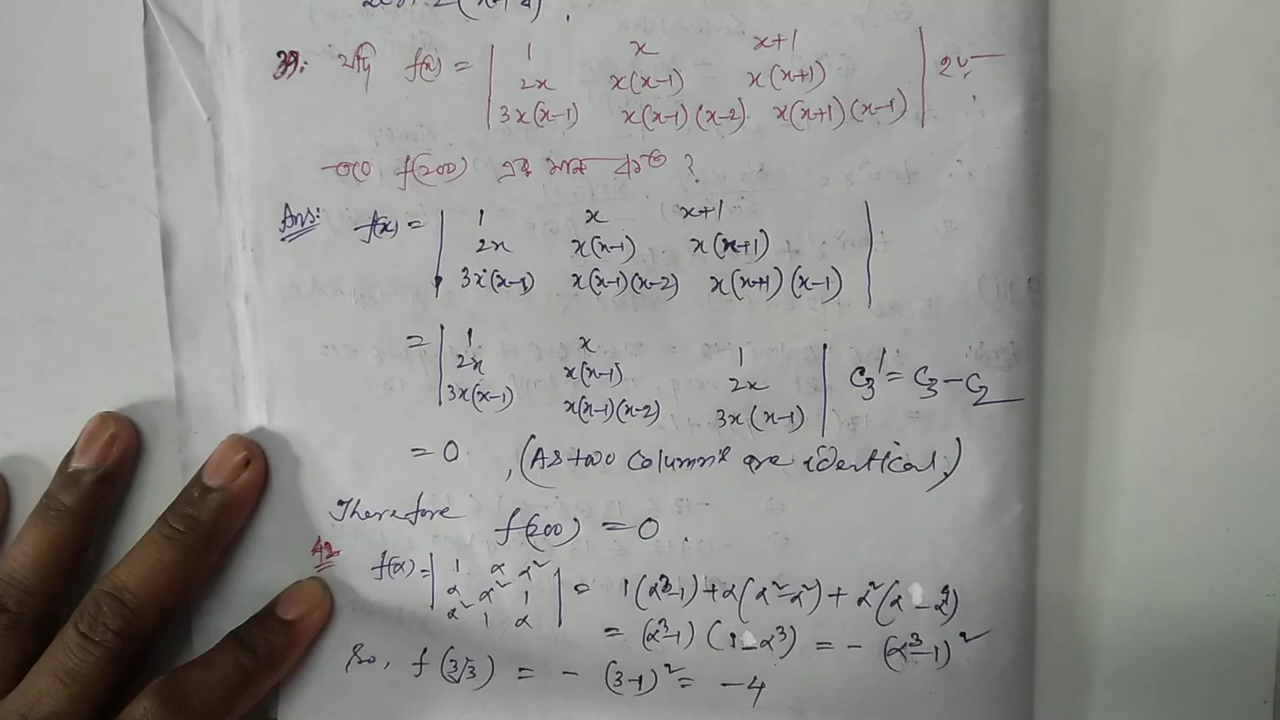 39. যদি f(x) = | 1 x x+1 |
| 2x x(x-1) x(x+1) | হয়
| 3x(x-1) x(x-1)(x-2) x(x+1)(x-1) |
তবে f(200) এর মান কত ?
Ans: f(x) = | 1 x x+1 |
| 2x x(x-1) x(x+1) |
| 3x(x-1) x(x-1)(x-2) x(x+1)(x-1) |
= | 1 x 1 |
| 2x x(x-1) 2x | C₃' = C₃ - C₂
| 3x(x-1) x(x-1)(x-2) 3x(x-1) |
= 0 , (As two columns are identical)
Therefore f(200) = 0 .
42 f(α) = | 1 α α² |
| α α² 1 | = 1(α³-1) + α(α²-α²) + α²(α - α⁴)
| α² 1 α |
= (α³-1) (1-α³) = - (α³-1)²
So, f(∛3) = - (3-1)² = -4